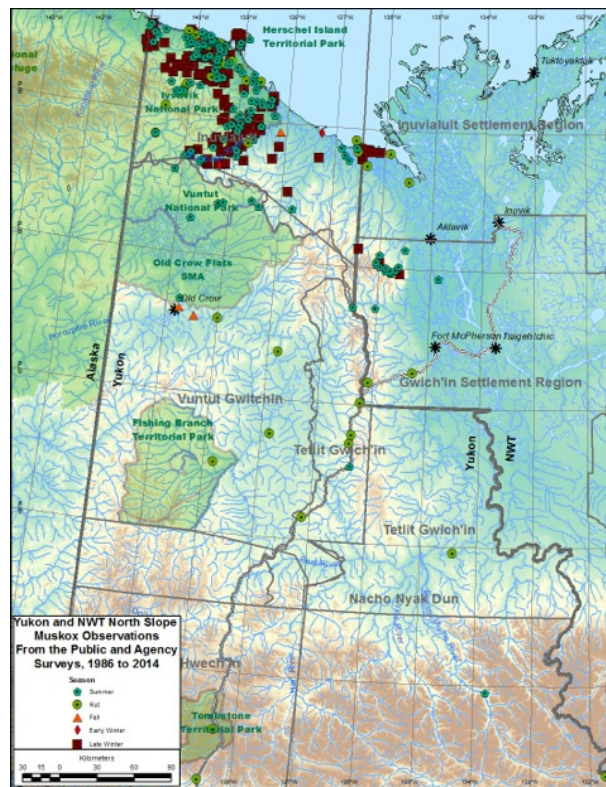 Herschel Island
Territorial Park
Tuktoyaktuk
Ivvavik
National Park
Inuvialuit
Inuvialuit Settlement Region
Vuntut
National Park
Inuvik
Aklavik
Old Crow Flats
SMA
Old Crow
Fort McPherson
Tsiigehtchic
Alaska
Yukon
Vuntut Gwitchin
Gwich'in Settlement Region
Fishing Branch
Territorial Park
Tetlit Gwich'in
Yukon
NWT
Tetlit Gwich'in
Nacho Nyak Dun
Hwech'in
Tombstone
Territorial Park
Yukon and NWT North Slope
Muskox Observations
From the Public and Agency
Surveys, 1986 to 2014
Season
Summer
Rut
Fall
Early Winter
Late Winter
Kilometers
30 15 0 30 60 90